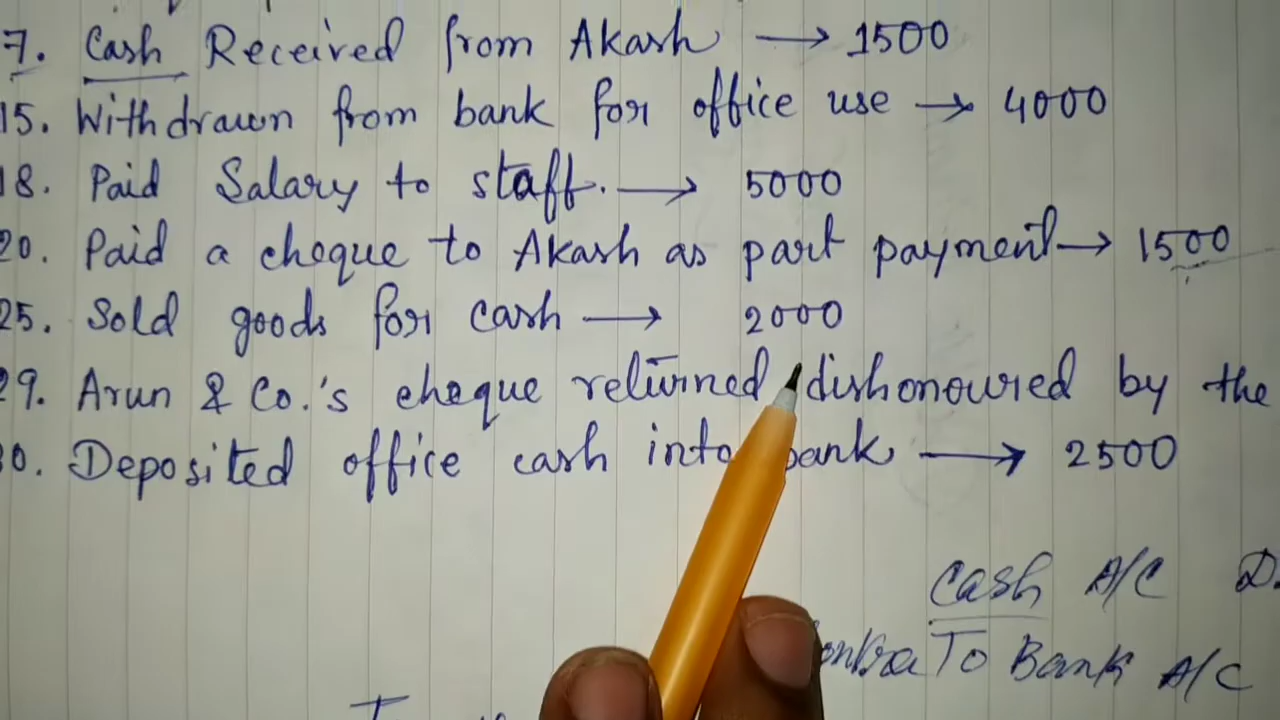 7. Cash Received from Akash → 1500
15. Withdrawn from bank for office use → 4000
18. Paid Salary to staff. → 5000
20. Paid a cheque to Akash as part payment → 1500
25. Sold goods for cash → 2000
29. Arun & Co.'s cheque returned dishonoured by the
30. Deposited office cash into bank → 2500
Cash A/C D.
ontra To Bank A/C